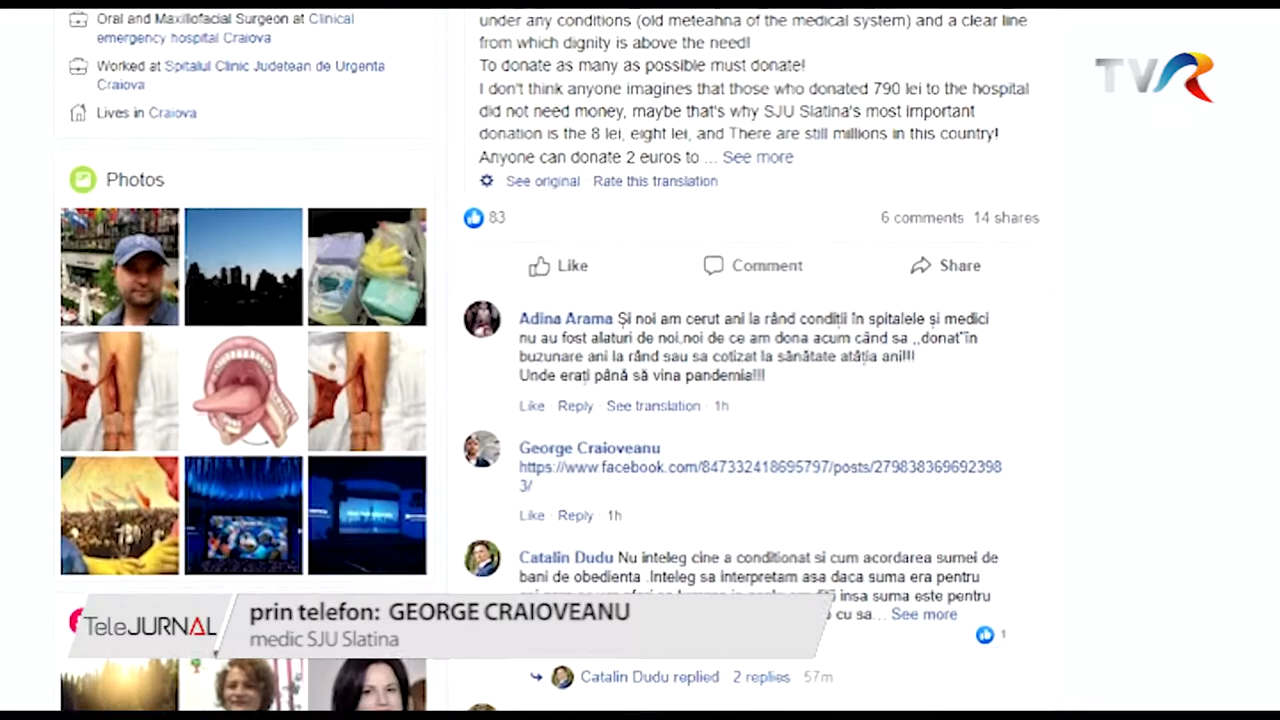 Oral and Maxillofacial Surgeon at Clinical
emergency hospital Craiova
Worked at Spitalul Clinic Judetean de Urgenta
Craiova
Lives in Craiova
Photos
under any conditions (old meteahna of the medical system) and a clear line
from which dignity is above the need!
To donate as many as possible must donate!
I don't think anyone imagines that those who donated 790 lei to the hospital
did not need money, maybe that's why SJU Slatina's most important
donation is the 8 lei, eight lei, and There are still millions in this country!
Anyone can donate 2 euros to ... See more
See original · Rate this translation
83
6 comments 14 shares
Like Comment Share
Adina Arama Și noi am cerut ani la rând condiții în spitalele și medici
nu au fost alaturi de noi.noi de ce am dona acum când sa ,,donat"în
buzunare ani la rând sau sa cotizat la sănătate atâția ani!!!
Unde erați până să vina pandemia!!!
Like · Reply · See translation · 1h
George Craioveanu
https://www.facebook.com/847332418695797/posts/279838369692398
3/
Like · Reply · 1h
Catalin Dudu Nu inteleg cine a conditionat si cum acordarea sumei de
bani de obedienta .Inteleg sa interpretam asa daca suma era pentru
insa suma este pentru
cu sa... See more
1
Catalin Dudu replied · 2 replies 57m
TVR
TeleJURNAL
prin telefon: GEORGE CRAIOVEANU
medic SJU Slatina